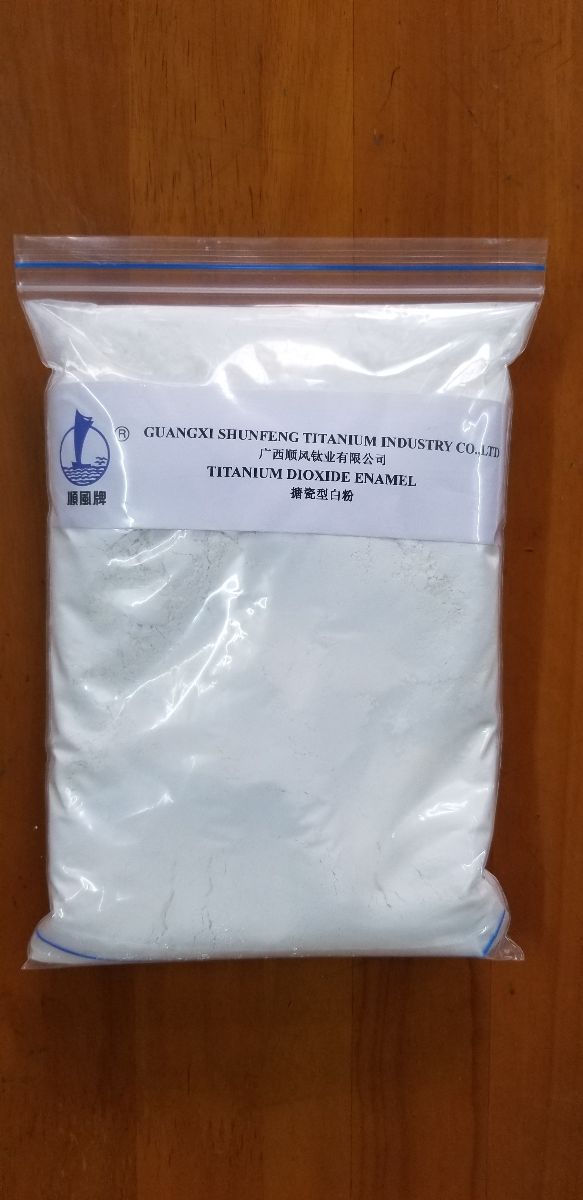 ®
GUANGXI SHUNFENG TITANIUM INDUSTRY CO.,LTD
广西顺风钛业有限公司
TITANIUM DIOXIDE ENAMEL
搪瓷型白粉
順風牌